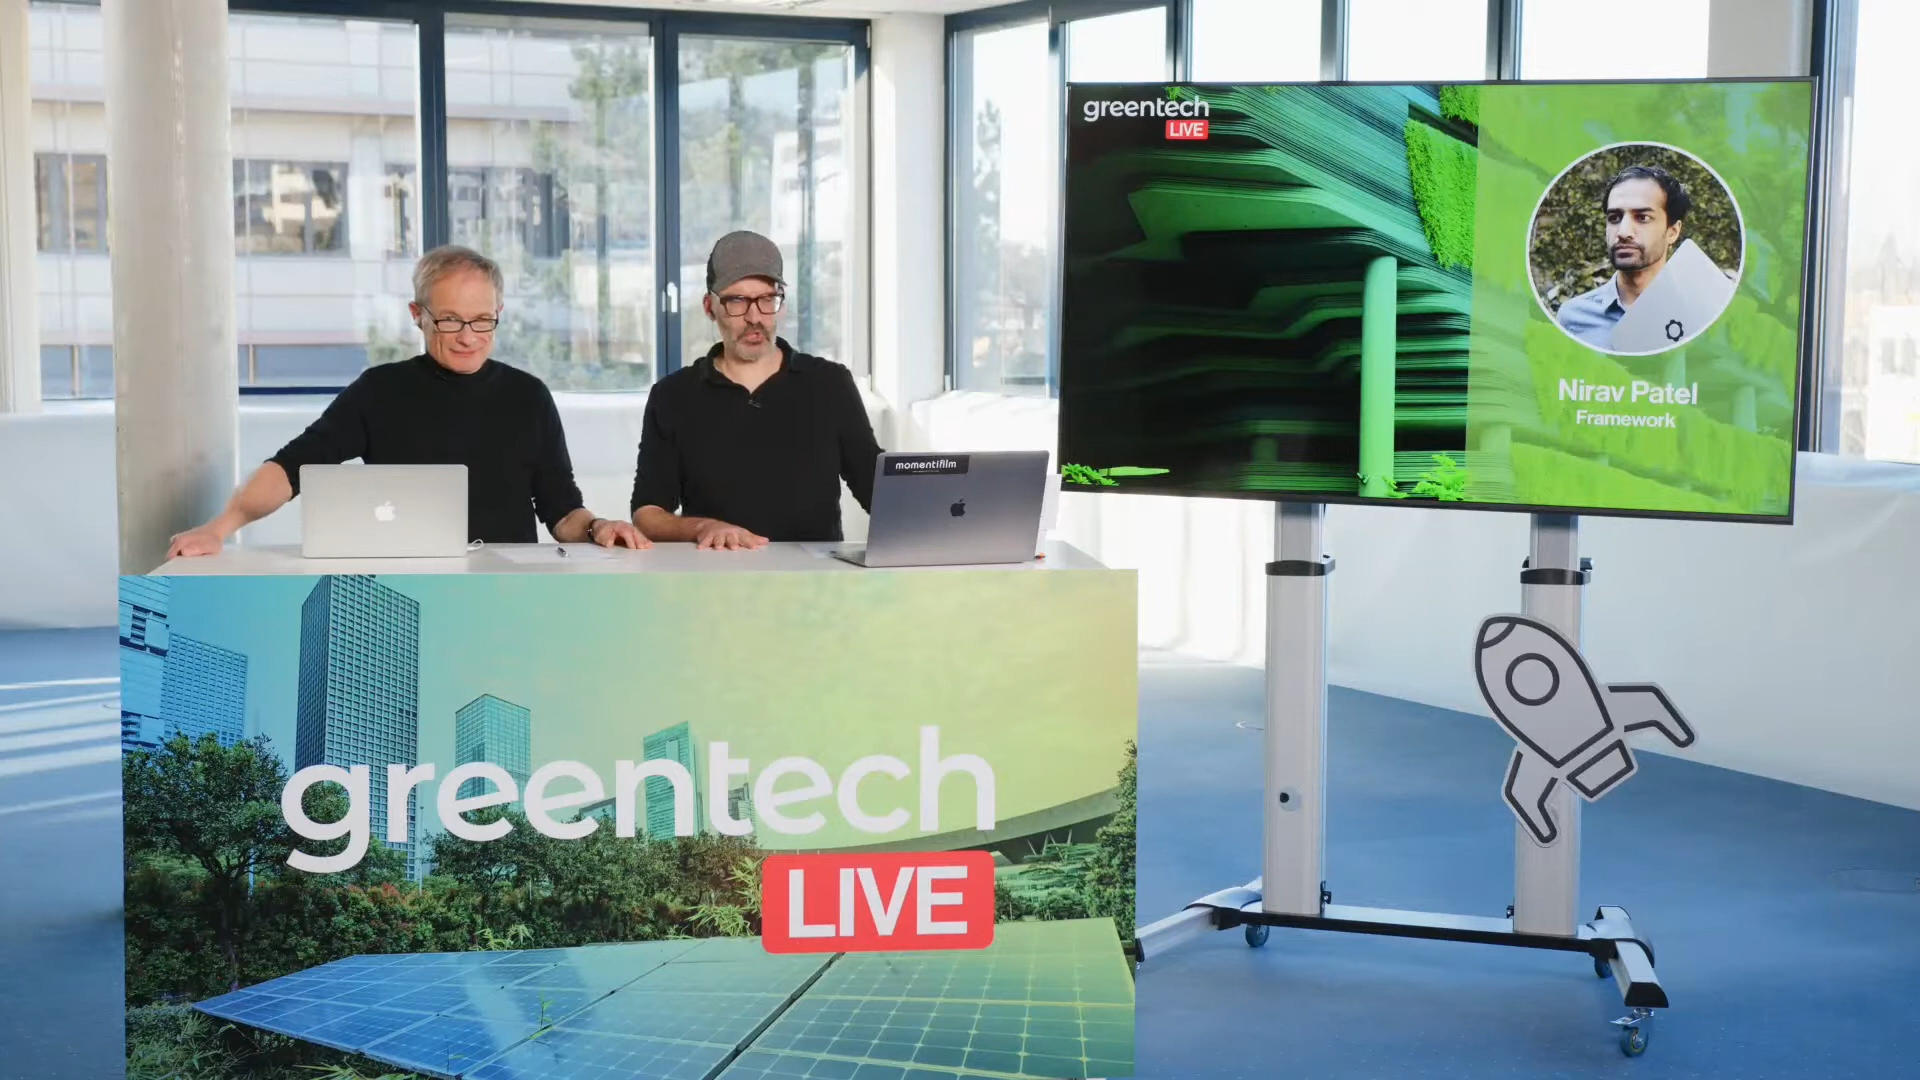 greentech
LIVE
Nirav Patel
Framework
momentifilm
greentech
LIVE